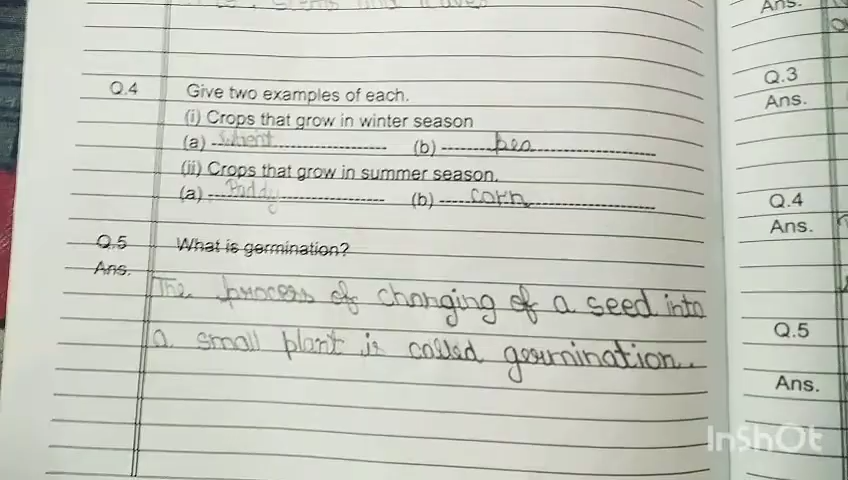 Q.4 Give two examples of each.
(i) Crops that grow in winter season
(a) wheat (b) pea
(ii) Crops that grow in summer season.
(a) Paddy (b) corn
Q.5 What is germination?
Ans.
The process of changing of a seed into
a small plant is called germination.
Ans.
Q.3
Ans.
Q.4
Ans.
Q.5
Ans.
InShOt